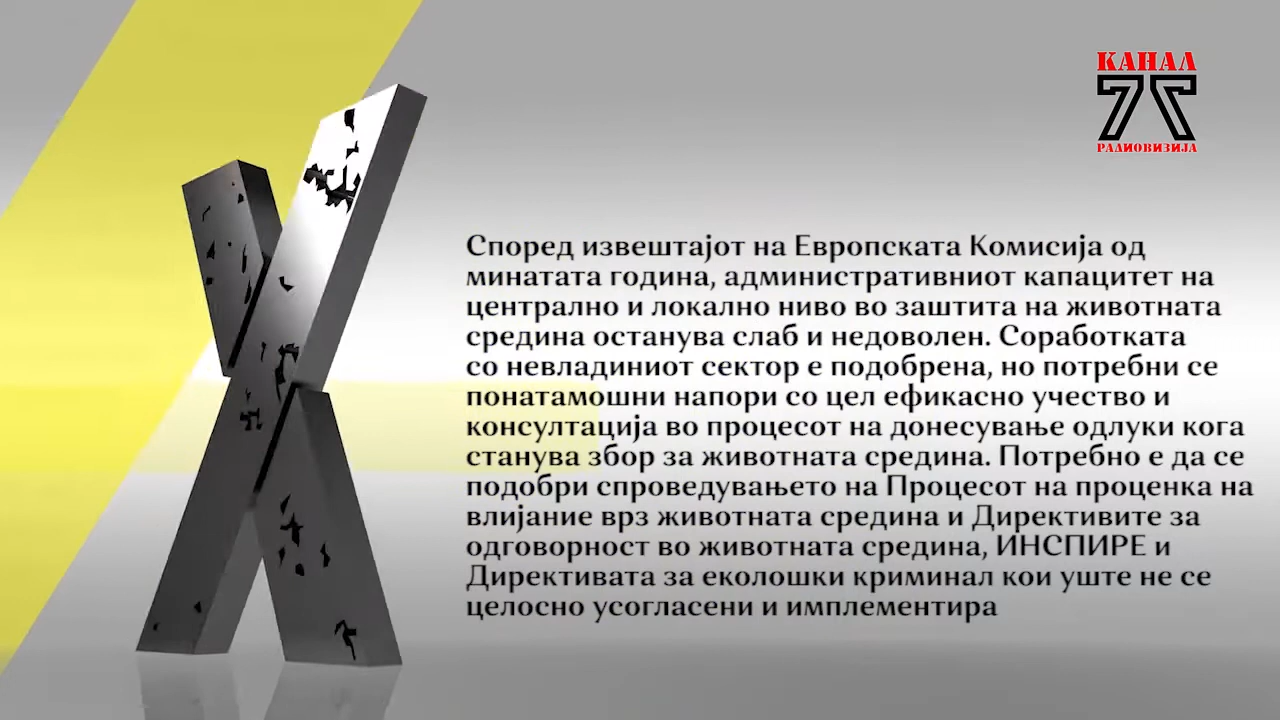 КАНАЛ
77
РАДИОВИЗИЈА
Според извештајот на Европската Комисија од
минатата година, административниот капацитет на
централно и локално ниво во заштита на животната
средина останува слаб и недоволен. Соработката
со невладиниот сектор е подобрена, но потребни се
понатамошни напори со цел ефикасно учество и
консултација во процесот на донесување одлуки кога
станува збор за животната средина. Потребно е да се
подобри спроведувањето на Процесот на проценка на
влијание врз животната средина и Директивите за
одговорност во животната средина, ИНСПИРЕ и
Директивата за еколошки криминал кои уште не се
целосно усогласени и имплементира